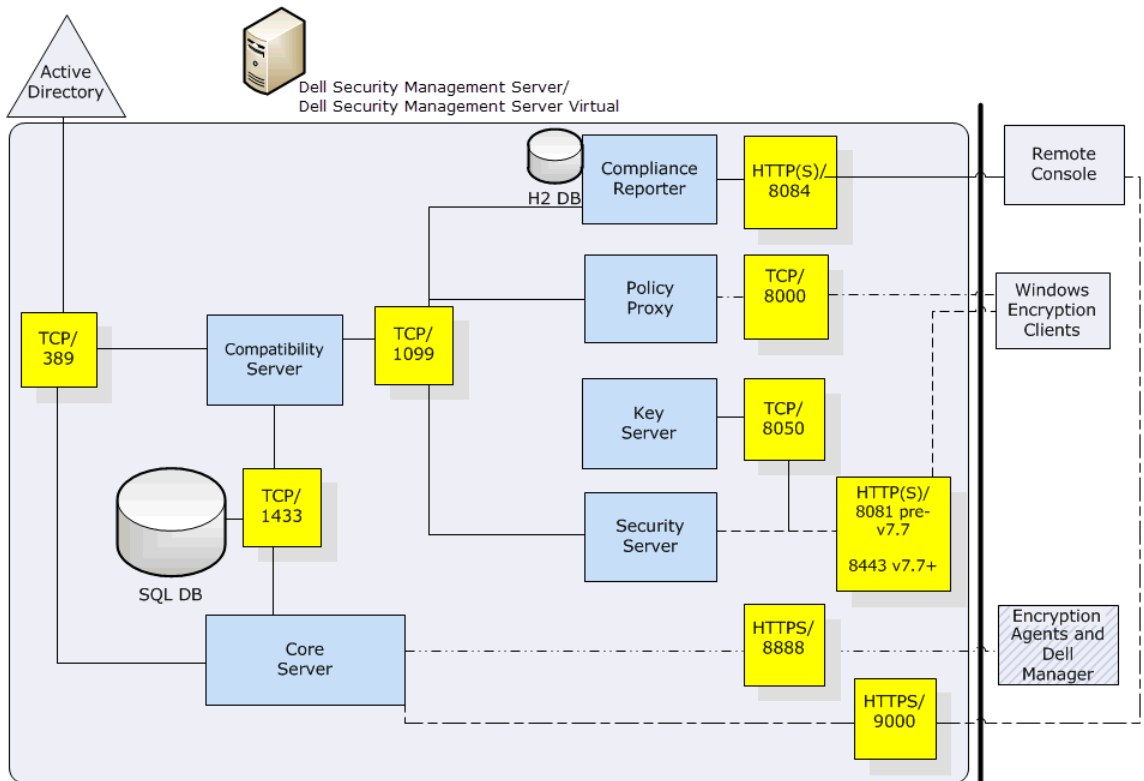 Active
Directory
Dell Security Management Server/
Dell Security Management Server Virtual
H2 DB
Compliance
Reporter
HTTP(S)/
8084
Remote
Console
Policy
Proxy
TCP/
8000
Windows
Encryption
Clients
TCP/
389
Compatibility
Server
TCP/
1099
Key
Server
TCP/
8050
SQL DB
TCP/
1433
Security
Server
HTTP(S)/
8081 pre-
v7.7
8443 v7.7+
Core
Server
HTTPS/
8888
Encryption
Agents and
Dell
Manager
HTTPS/
9000